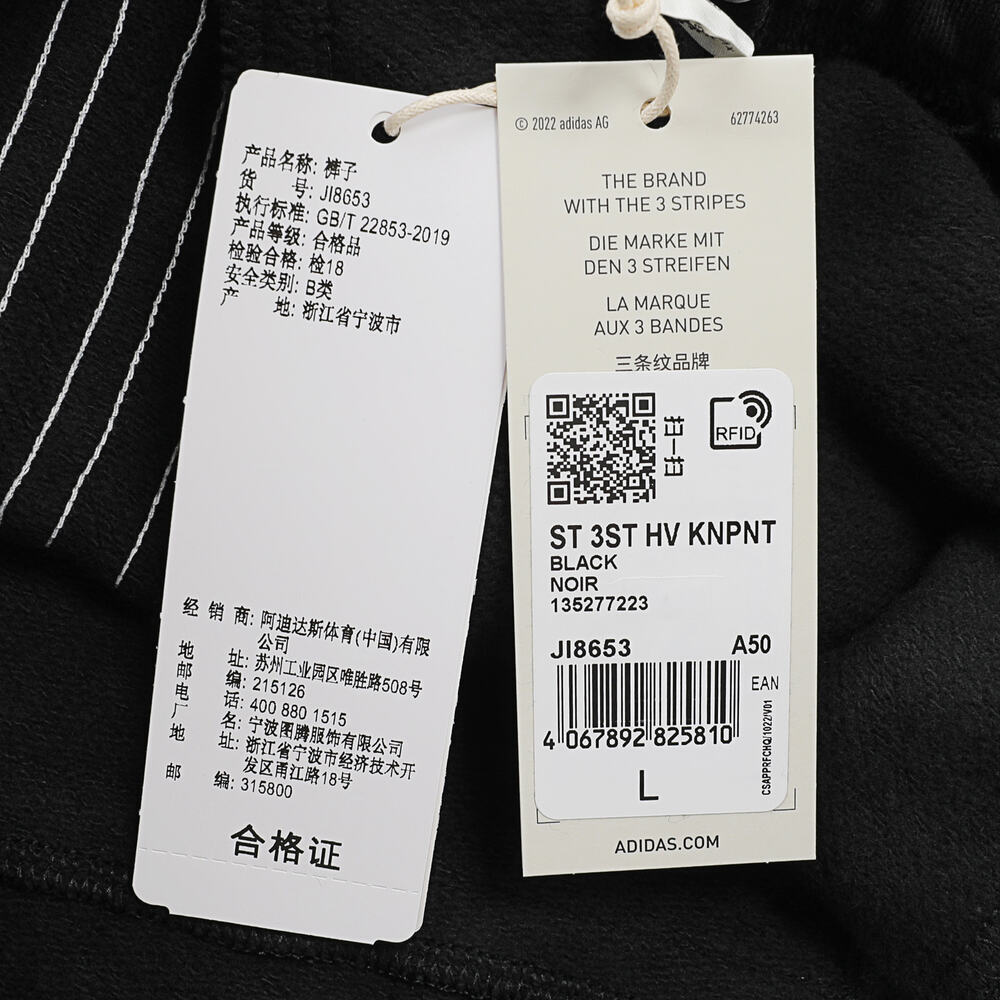 产品名称: 裤子
货 号: JI8653
执行标准: GB/T 22853-2019
产品等级: 合格品
检验合格: 检18
安全类别: B类
产 地: 浙江省宁波市
经 销 商: 阿迪达斯体育(中国)有限
公司
地 址: 苏州工业园区唯胜路508号
邮 编: 215126
电 话: 400 880 1515
厂 名: 宁波图腾服饰有限公司
地 址: 浙江省宁波市经济技术开
发区甬江路18号
邮 编: 315800
合格证
© 2022 adidas AG
62774263
THE BRAND
WITH THE 3 STRIPES
DIE MARKE MIT
DEN 3 STREIFEN
LA MARQUE
AUX 3 BANDES
三条纹品牌
扫一扫
RFID
ST 3ST HV KNPNT
BLACK
NOIR
135277223
JI8653 A50
EAN
4 067892 825810
CSAPPRFCHQ/1022/V01
L
ADIDAS.COM